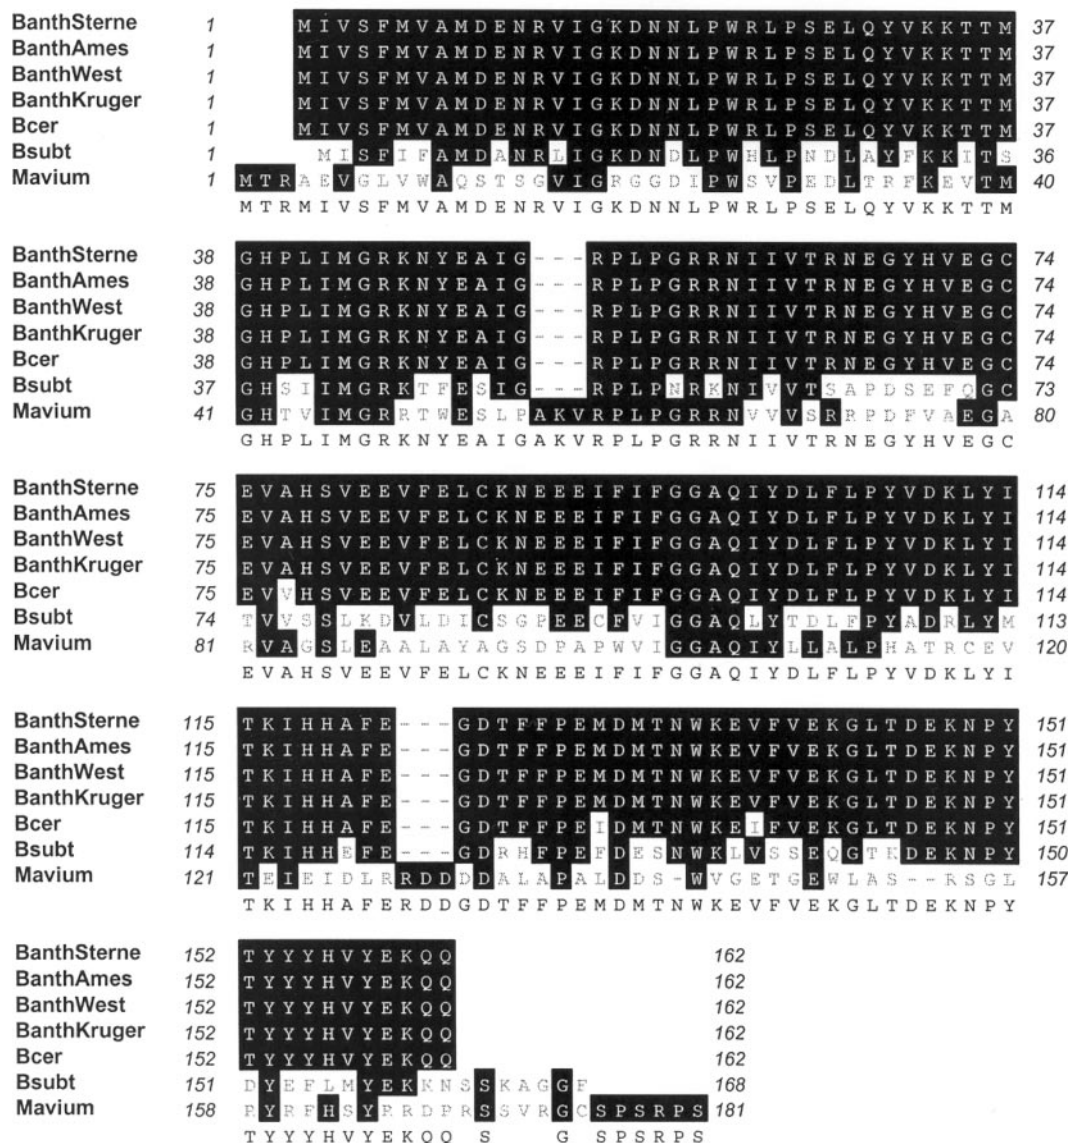 BanthSterne 1 MIVSFMVAMDENRVIGKDNNLPWRLPSELQYVKKTTM 37
BanthAmes 1 MIVSFMVAMDENRVIGKDNNLPWRLPSELQYVKKTTM 37
BanthWest 1 MIVSFMVAMDENRVIGKDNNLPWRLPSELQYVKKTTM 37
BanthKruger 1 MIVSFMVAMDENRVIGKDNNLPWRLPSELQYVKKTTM 37
Bcer 1 MIVSFMVAMDENRVIGKDNNLPWRLPSELQYVKKTTM 37
Bsubt 1 MISFIFAMDANRLIGKDNDLPWHLPNDLAYFKKITS 36
Mavium 1 MTRAEVGLVWAQSTSGVIGRGGDIPWSVPEDLTRFKEVTM 40
MTRMIVSFMVAMDENRVIGKDNNLPWRLPSELQYVKKTTM
BanthSterne 38 GHPLIMGRKNYEAIG---RPLPGRRNIIVTRNEGYHVEGC 74
BanthAmes 38 GHPLIMGRKNYEAIG---RPLPGRRNIIVTRNEGYHVEGC 74
BanthWest 38 GHPLIMGRKNYEAIG---RPLPGRRNIIVTRNEGYHVEGC 74
BanthKruger 38 GHPLIMGRKNYEAIG---RPLPGRRNIIVTRNEGYHVEGC 74
Bcer 38 GHPLIMGRKNYEAIG---RPLPGRRNIIVTRNEGYHVEGC 74
Bsubt 37 GHSIIMGRKTFESIG---RPLPNRKNIVVTSAPDSEFQGC 73
Mavium 41 GHTVIMGRRTWESLPAKVRPLPGRRNVVVSRRPDFVAEGA 80
GHPLIMGRKNYEAIGAKVRPLPGRRNIIVTRNEGYHVEGC
BanthSterne 75 EVAHSVEEVFELCKNEEEIFIFGGAQIYDLFLPYVDKLYI 114
BanthAmes 75 EVAHSVEEVFELCKNEEEIFIFGGAQIYDLFLPYVDKLYI 114
BanthWest 75 EVAHSVEEVFELCKNEEEIFIFGGAQIYDLFLPYVDKLYI 114
BanthKruger 75 EVAHSVEEVFELCKNEEEIFIFGGAQIYDLFLPYVDKLYI 114
Bcer 75 EVVHSVEEVFELCKNEEEIFIFGGAQIYDLFLPYVDKLYI 114
Bsubt 74 TVVSSLKDVLDICSGPEECFVIGGAQLYTDLFPYADRLYM 113
Mavium 81 RVAGSLEAALAYAGSDPAPWVIGGAQIYLLALPHATRCEV 120
EVAHSVEEVFELCKNEEEIFIFGGAQIYDLFLPYVDKLYI
BanthSterne 115 TKIHHAFE---GDTFFPEMDMTNWKEVFVEKGLTDEKNPY 151
BanthAmes 115 TKIHHAFE---GDTFFPEMDMTNWKEVFVEKGLTDEKNPY 151
BanthWest 115 TKIHHAFE---GDTFFPEMDMTNWKEVFVEKGLTDEKNPY 151
BanthKruger 115 TKIHHAFE---GDTFFPEMDMTNWKEVFVEKGLTDEKNPY 151
Bcer 115 TKIHHAFE---GDTFFPEIDMTNWKEIFVEKGLTDEKNPY 151
Bsubt 114 TKIHHEFE---GDRHFPEFDESNWKLVSSEQGTKDEKNPY 150
Mavium 121 TEIEIDLRRDDDDALAPALDDS-WVGETGEWLAS--RSGL 157
TKIHHAFERDDGDTFFPEMDMTNWKEVFVEKGLTDEKNPY
BanthSterne 152 TYYYHVYEKQQ 162
BanthAmes 152 TYYYHVYEKQQ 162
BanthWest 152 TYYYHVYEKQQ 162
BanthKruger 152 TYYYHVYEKQQ 162
Bcer 152 TYYYHVYEKQQ 162
Bsubt 151 DYEFLMYEKKNSSKAGGF 168
Mavium 158 RYRFHSYRRDPRSSVRGCSPSRPS 181
TYYYHVYEKQQ S G SPSRPS